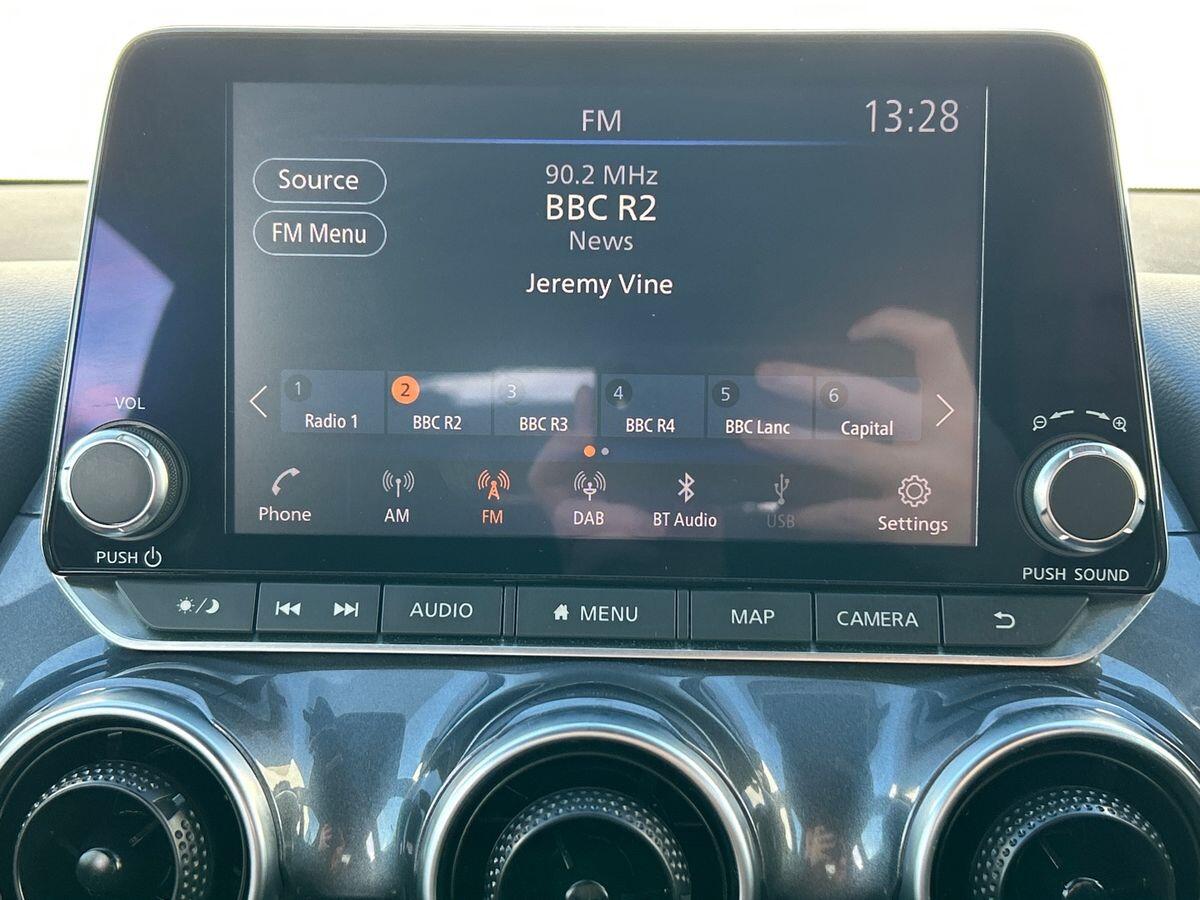 FM
13:28
Source
90.2 MHz
BBC R2
FM Menu
News
Jeremy Vine
1
2
3
4
5
6
Radio 1
BBC R2
BBC R3
BBC R4
BBC Lanc
Capital
VOL
Phone
AM
FM
DAB
BT Audio
USB
Settings
PUSH
PUSH SOUND
AUDIO
MENU
MAP
CAMERA